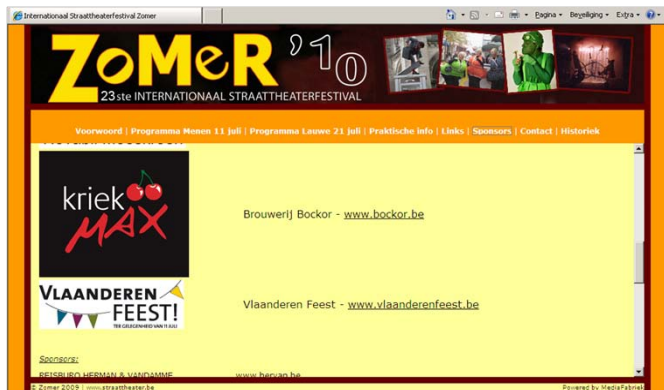 Internationaal Straattheaterfestival Zomer
Pagina Beveiliging Extra
ZoMeR '10
23ste INTERNATIONAAL STRAATTHEATERFESTIVAL
Voorwoord | Programma Menen 11 juli | Programma Lauwe 21 juli | Praktische info | Links | Sponsors | Contact | Historiek
kriek
MAX
Brouwerij Bockor - www.bockor.be
VLAANDEREN
FEEST!
TER GELEGENHEID VAN 11 JULI
Vlaanderen Feest - www.vlaanderenfeest.be
Sponsors:
REISBURO HERMAN & VANDAMME www.hervan.be
© Zomer 2009 | www.straattheater.be Powered by MediaFabriek